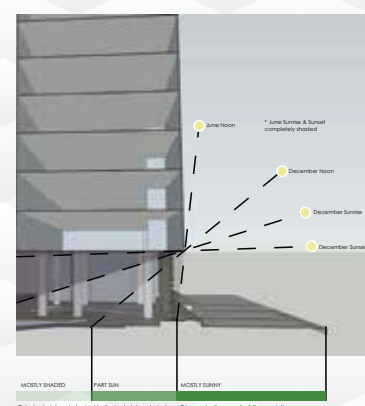 June Noon
* June Sunrise & Sunset
completely shaded
December Noon
December Sunrise
December Sunset
MOSTLY SHADED
PART SUN
MOSTLY SUNNY